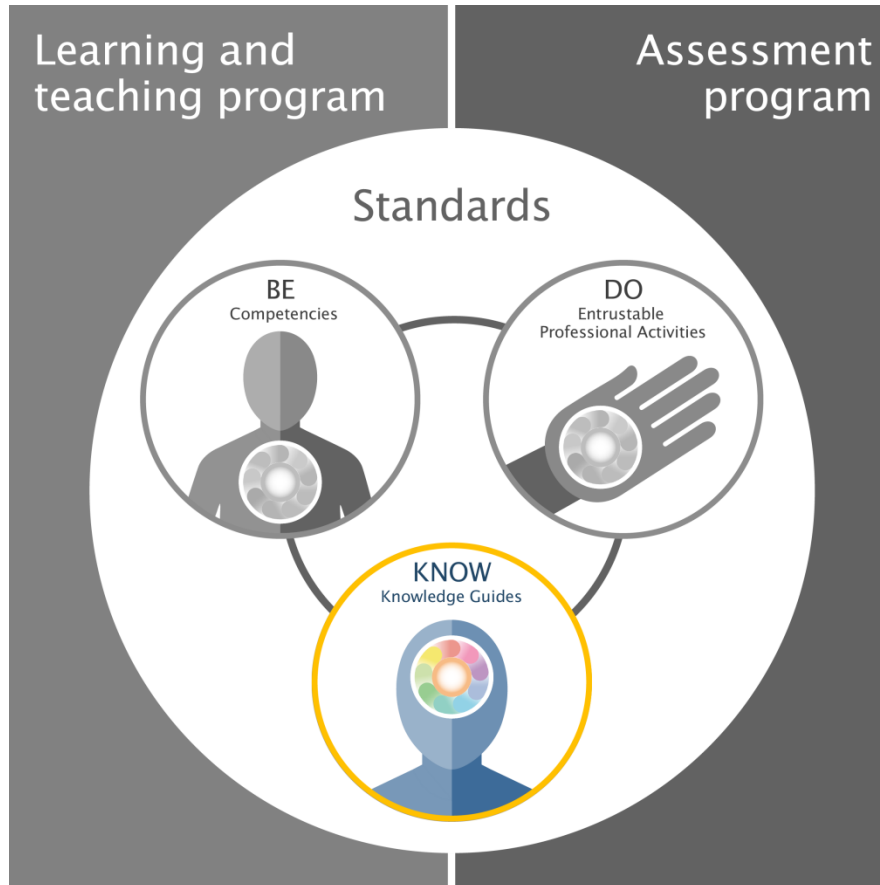 Learning and
teaching program
Assessment
program
Standards
BE
Competencies
DO
Entrustable
Professional Activities
KNOW
Knowledge Guides